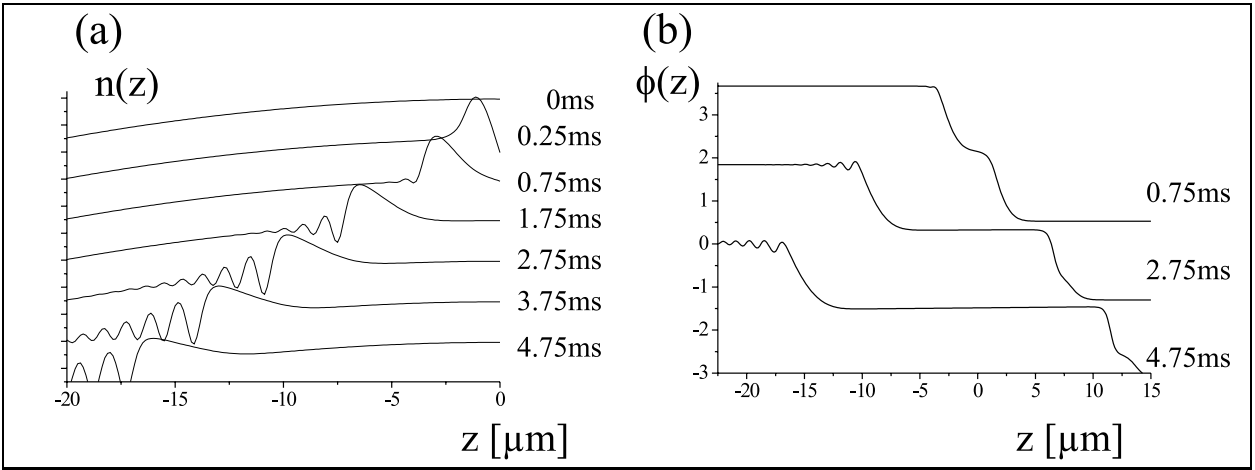 (a)
n(z)
0ms
0.25ms
0.75ms
1.75ms
2.75ms
3.75ms
4.75ms
-20 -15 -10 -5 0
z [μm]
(b)
ϕ(z)
3
2
1
0
-1
-2
-3
0.75ms
2.75ms
4.75ms
-20 -15 -10 -5 0 5 10 15
z [μm]